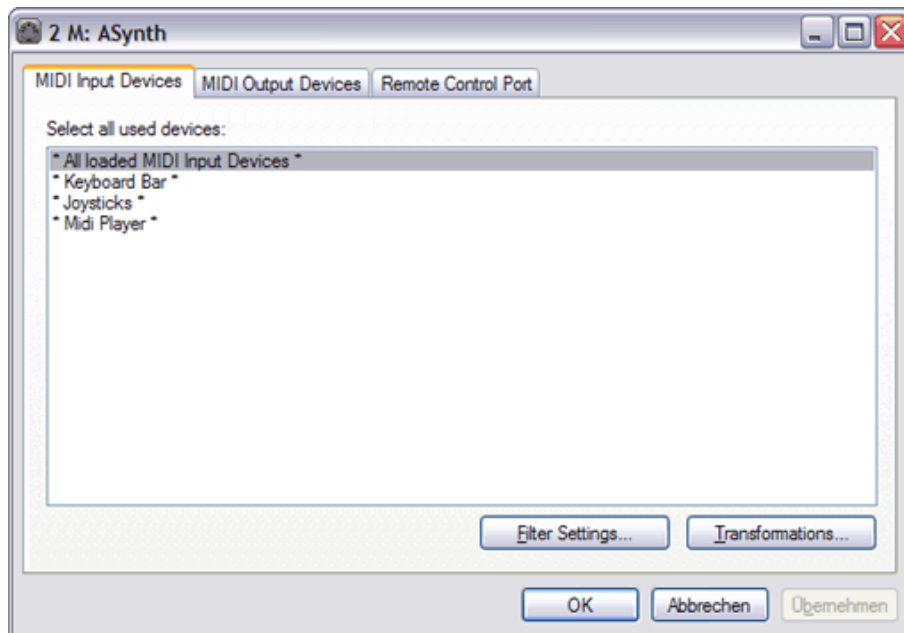 2 M: ASynth
MIDI Input Devices MIDI Output Devices Remote Control Port
Select all used devices:
* All loaded MIDI Input Devices *
* Keyboard Bar *
* Joysticks *
* Midi Player *
Filter Settings... Transformations...
OK Abbrechen Übernehmen